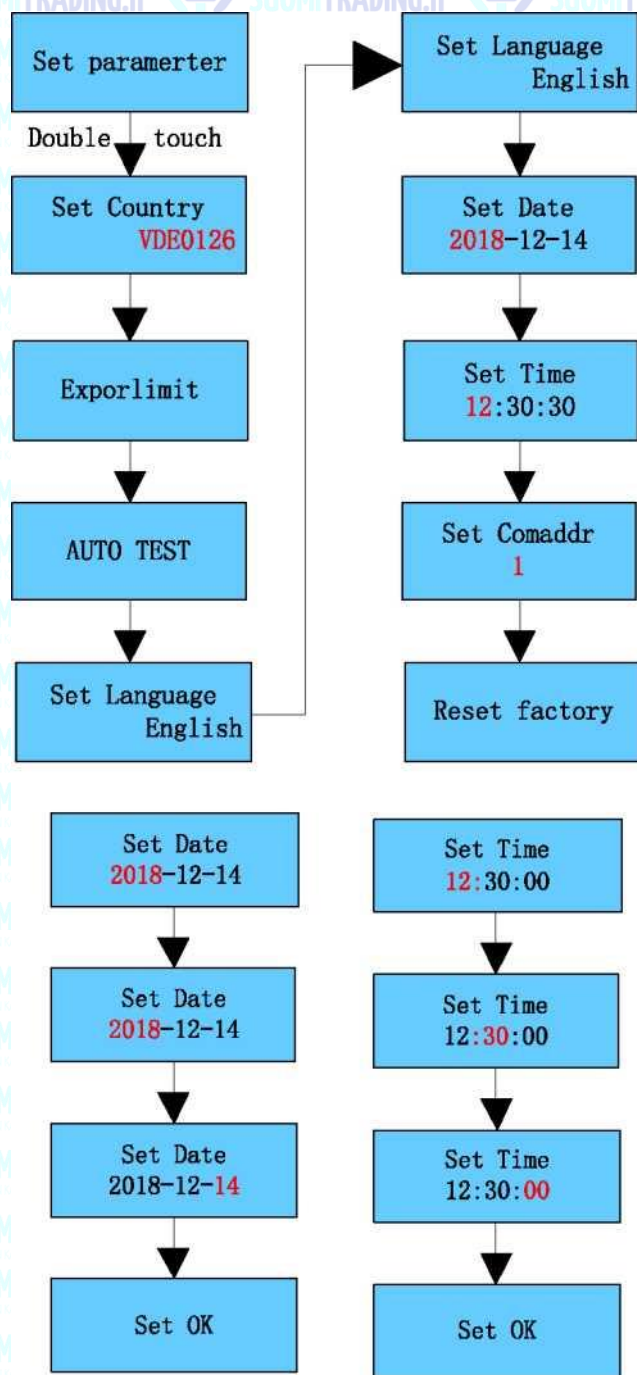 SUOMITRADING.fi
Set paramerter
Double touch
Set Country
VDE0126
Exporlimit
AUTO TEST
Set Language
English
Set Language
English
Set Date
2018-12-14
Set Time
12:30:30
Set Comaddr
1
Reset factory
Set Date
2018-12-14
Set Date
2018-12-14
Set Date
2018-12-14
Set OK
Set Time
12:30:00
Set Time
12:30:00
Set Time
12:30:00
Set OK